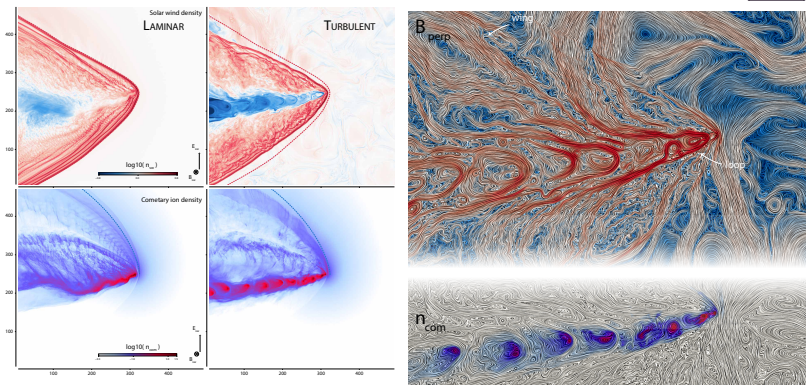 Solar wind density
LAMINAR
TURBULENT
400
300
200
100
log10( n
E
B
Cometary ion density
400
300
200
100
log10( n
E
B
100
200
300
400
100
200
300
400
B perp
wing
loop
n com